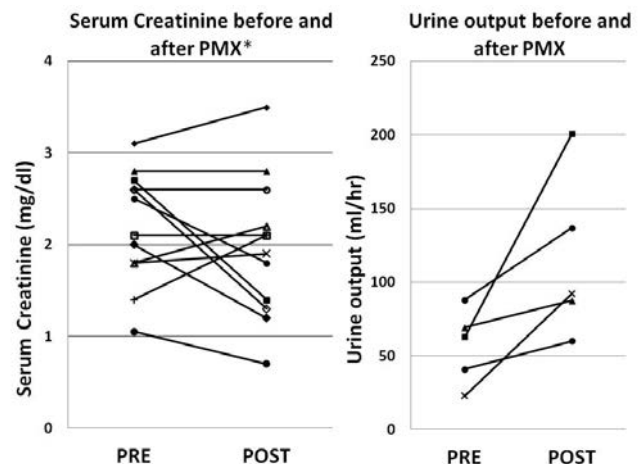 Serum Creatinine before and
after PMX*
Serum Creatinine (mg/dl)
4
3
2
1
0
PRE POST
Urine output before and
after PMX
Urine output (ml/hr)
250
200
150
100
50
0
PRE POST